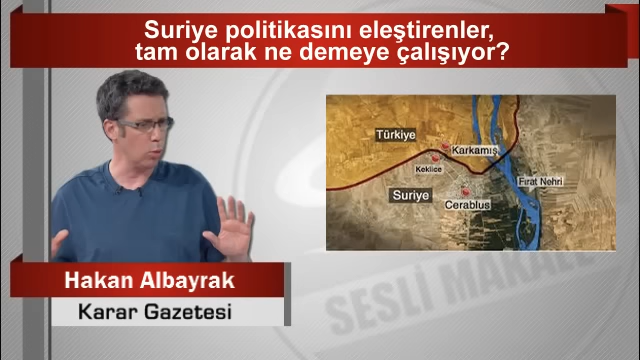 Suriye politikasını eleştirenler,
tam olarak ne demeye çalışıyor?
Türkiye
Karkamış
Keklice
Fırat Nehri
Suriye
Cerablus
Hakan Albayrak
Karar Gazetesi
SESLİ MAKALE